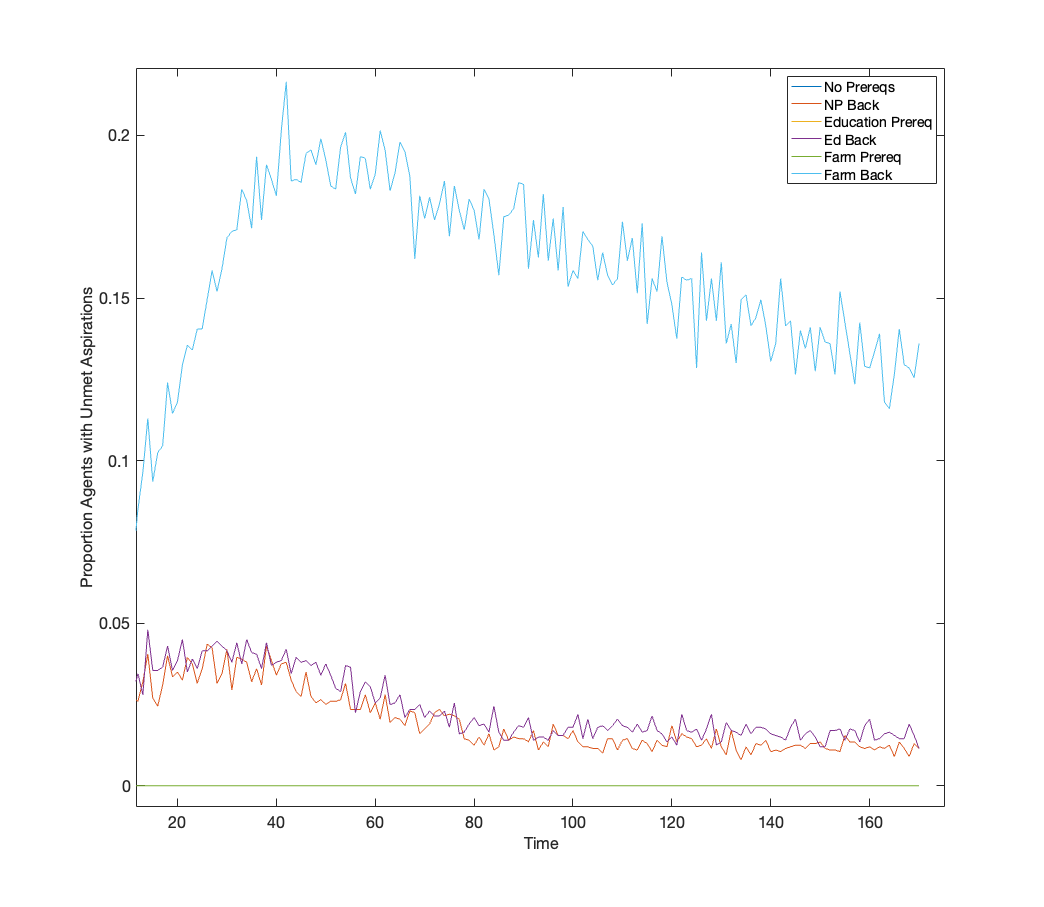 No Prereqs
NP Back
Education Prereq
Ed Back
Farm Prereq
Farm Back
0.2
0.15
0.1
0.05
0
Proportion Agents with Unmet Aspirations
20 40 60 80 100 120 140 160
Time